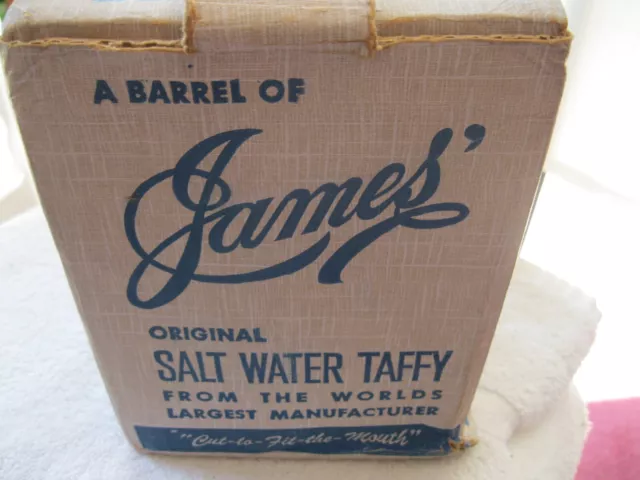 A BARREL OF
James'
ORIGINAL
SALT WATER TAFFY
FROM THE WORLDS
LARGEST MANUFACTURER
"Cut-to-Fit-the-Mouth"